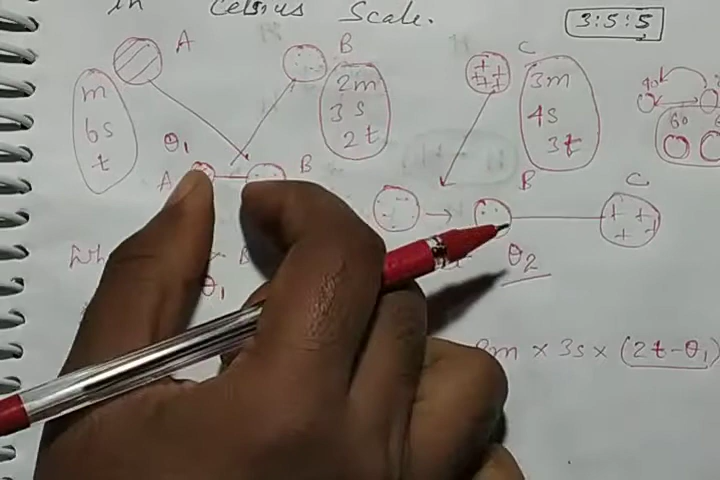 in Celsius Scale.
3:5:5
A B C
m 2m 3m
6s 3s 4s
t 2t 3t
θ1
A B B C
θ2
θ1
2m × 3s × (2t-θ1)